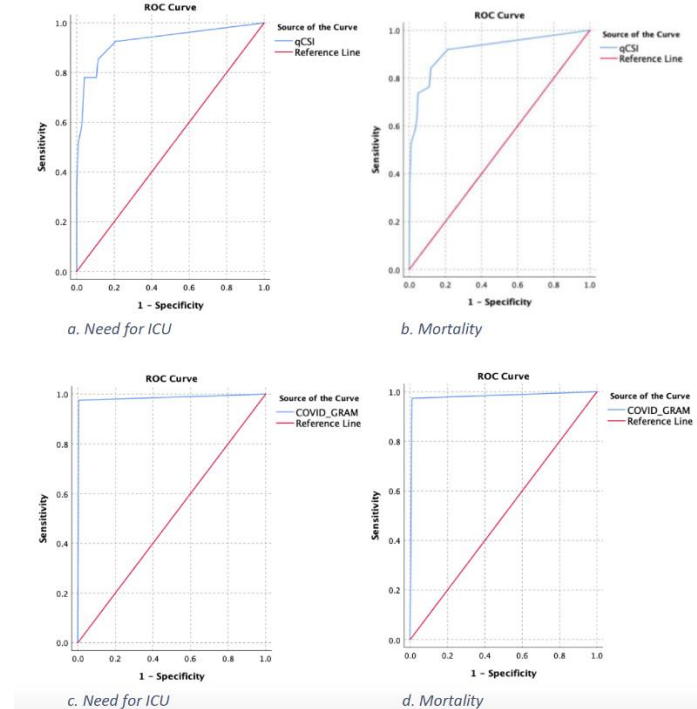 ROC Curve
Source of the Curve
qCSI
Reference Line
Sensitivity
1.0
0.8
0.6
0.4
0.2
0.0
0.0 0.2 0.4 0.6 0.8 1.0
1 - Specificity
a. Need for ICU
ROC Curve
Source of the Curve
qCSI
Reference Line
Sensitivity
1.0
0.8
0.6
0.4
0.2
0.0
0.0 0.2 0.4 0.6 0.8 1.0
1 - Specificity
b. Mortality
ROC Curve
Source of the Curve
COVID_GRAM
Reference Line
Sensitivity
1.0
0.8
0.6
0.4
0.2
0.0
0.0 0.2 0.4 0.6 0.8 1.0
1 - Specificity
c. Need for ICU
ROC Curve
Source of the Curve
COVID_GRAM
Reference Line
Sensitivity
1.0
0.8
0.6
0.4
0.2
0.0
0.0 0.2 0.4 0.6 0.8 1.0
1 - Specificity
d. Mortality